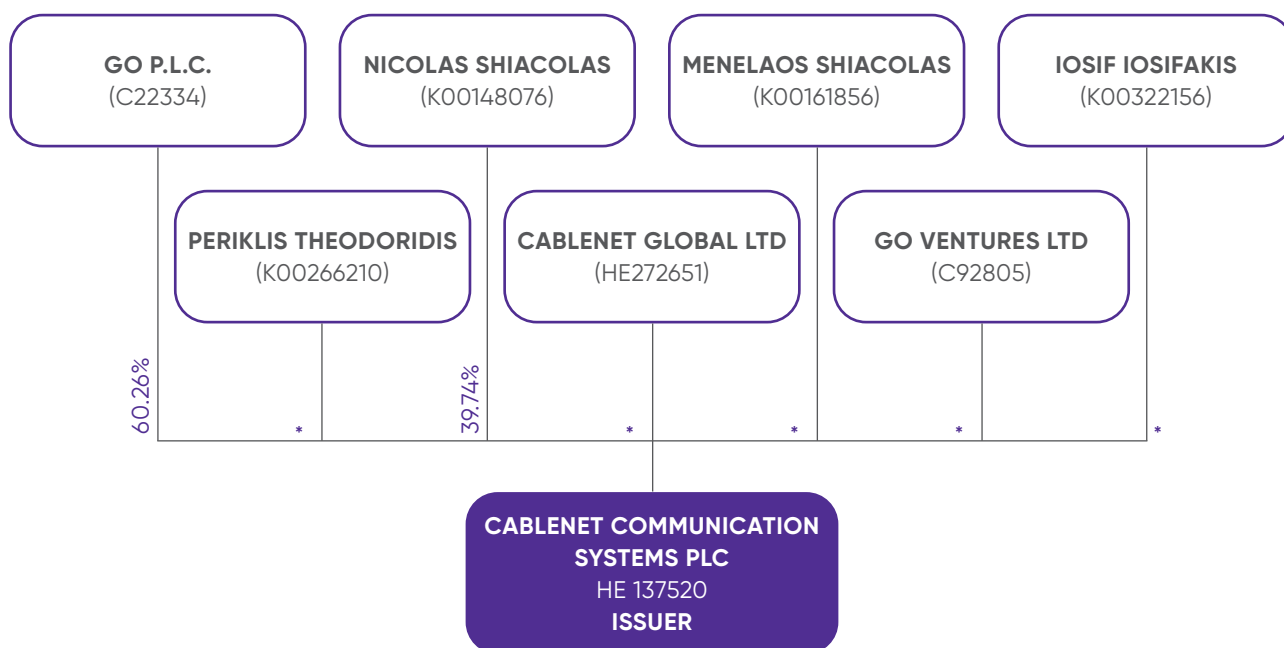 GO P.L.C.
(C22334)
NICOLAS SHIACOLAS
(K00148076)
MENELAOS SHIACOLAS
(K00161856)
IOSIF IOSIFAKIS
(K00322156)
PERIKLIS THEODORIDIS
(K00266210)
CABLENET GLOBAL LTD
(HE272651)
GO VENTURES LTD
(C92805)
60.26%
*
39.74%
*
*
*
*
CABLENET COMMUNICATION
SYSTEMS PLC
HE 137520
ISSUER